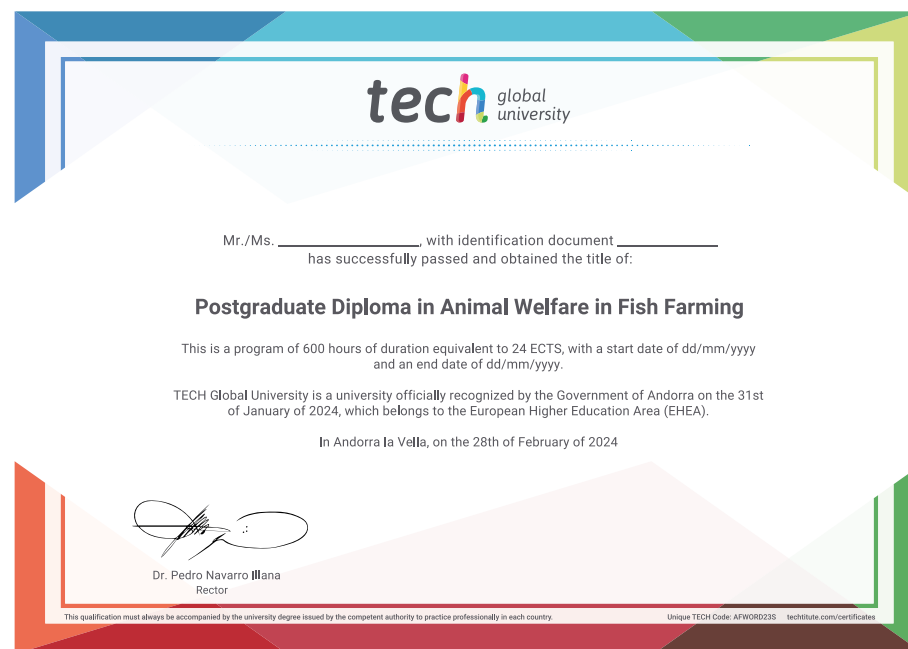 tech global university
Mr./Ms. ____________, with identification document ____________
has successfully passed and obtained the title of:
Postgraduate Diploma in Animal Welfare in Fish Farming
This is a program of 600 hours of duration equivalent to 24 ECTS, with a start date of dd/mm/yyyy
and an end date of dd/mm/yyyy.
TECH Global University is a university officially recognized by the Government of Andorra on the 31st
of January of 2024, which belongs to the European Higher Education Area (EHEA).
In Andorra la Vella, on the 28th of February of 2024
Dr. Pedro Navarro Illana
Rector
This qualification must always be accompanied by the university degree issued by the competent authority to practice professionally in each country.
Unique TECH Code: AFWORD23S techtitute.com/certificates